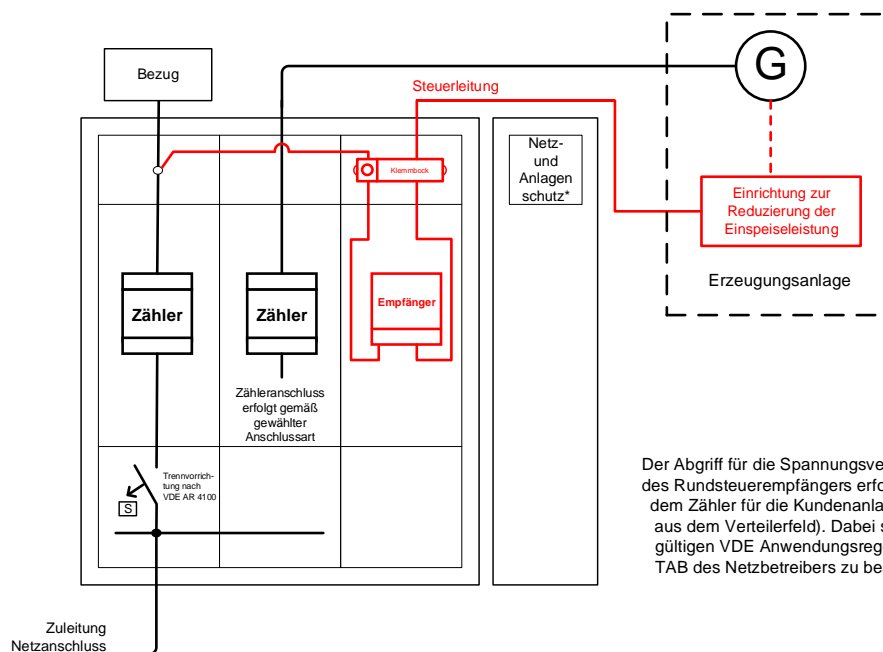 Bezug
Steuerleitung
G
Klemmbock
Netz-
und
Anlagen
schutz*
Einrichtung zur
Reduzierung der
Einspeiseleistung
Erzeugungsanlage
Zähler
Zähler
Empfänger
Zähleranschluss
erfolgt gemäß
gewählter
Anschlussart
Trennvorrich-
tung nach
VDE AR 4100
S
Der Abgriff für die Spannungsve
des Rundsteuerempfängers erfo
dem Zähler für die Kundenanla
aus dem Verteilerfeld). Dabei s
gültigen VDE Anwendungsreg
TAB des Netzbetreibers zu be
Zuleitung
Netzanschluss